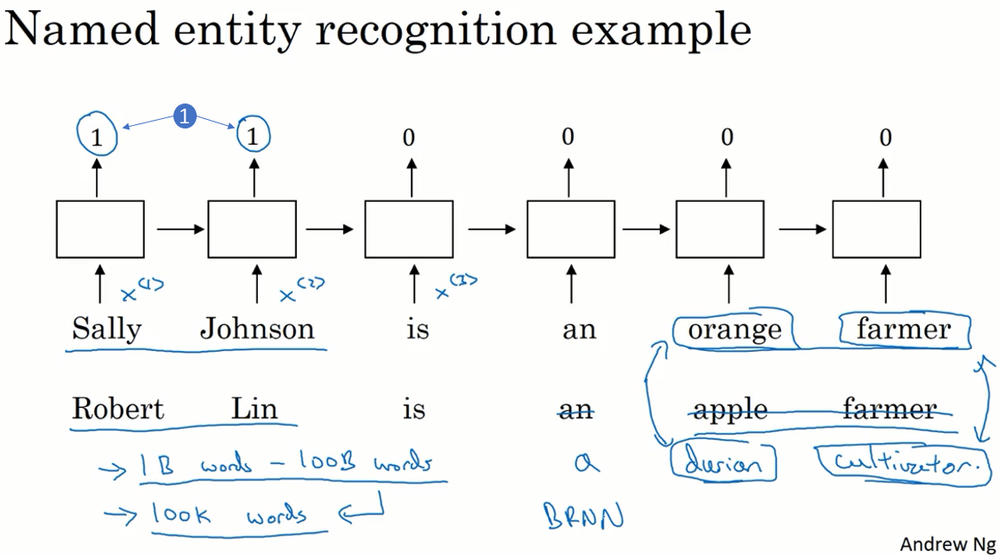 Named entity recognition example
1
1 1 0 0 0 0
x<1> x<2> x<3>
Sally Johnson is an orange farmer
Robert Lin is an apple farmer
→ 1B words – 100B words a durian cultivator.
→ 100K words BRNN
Andrew Ng